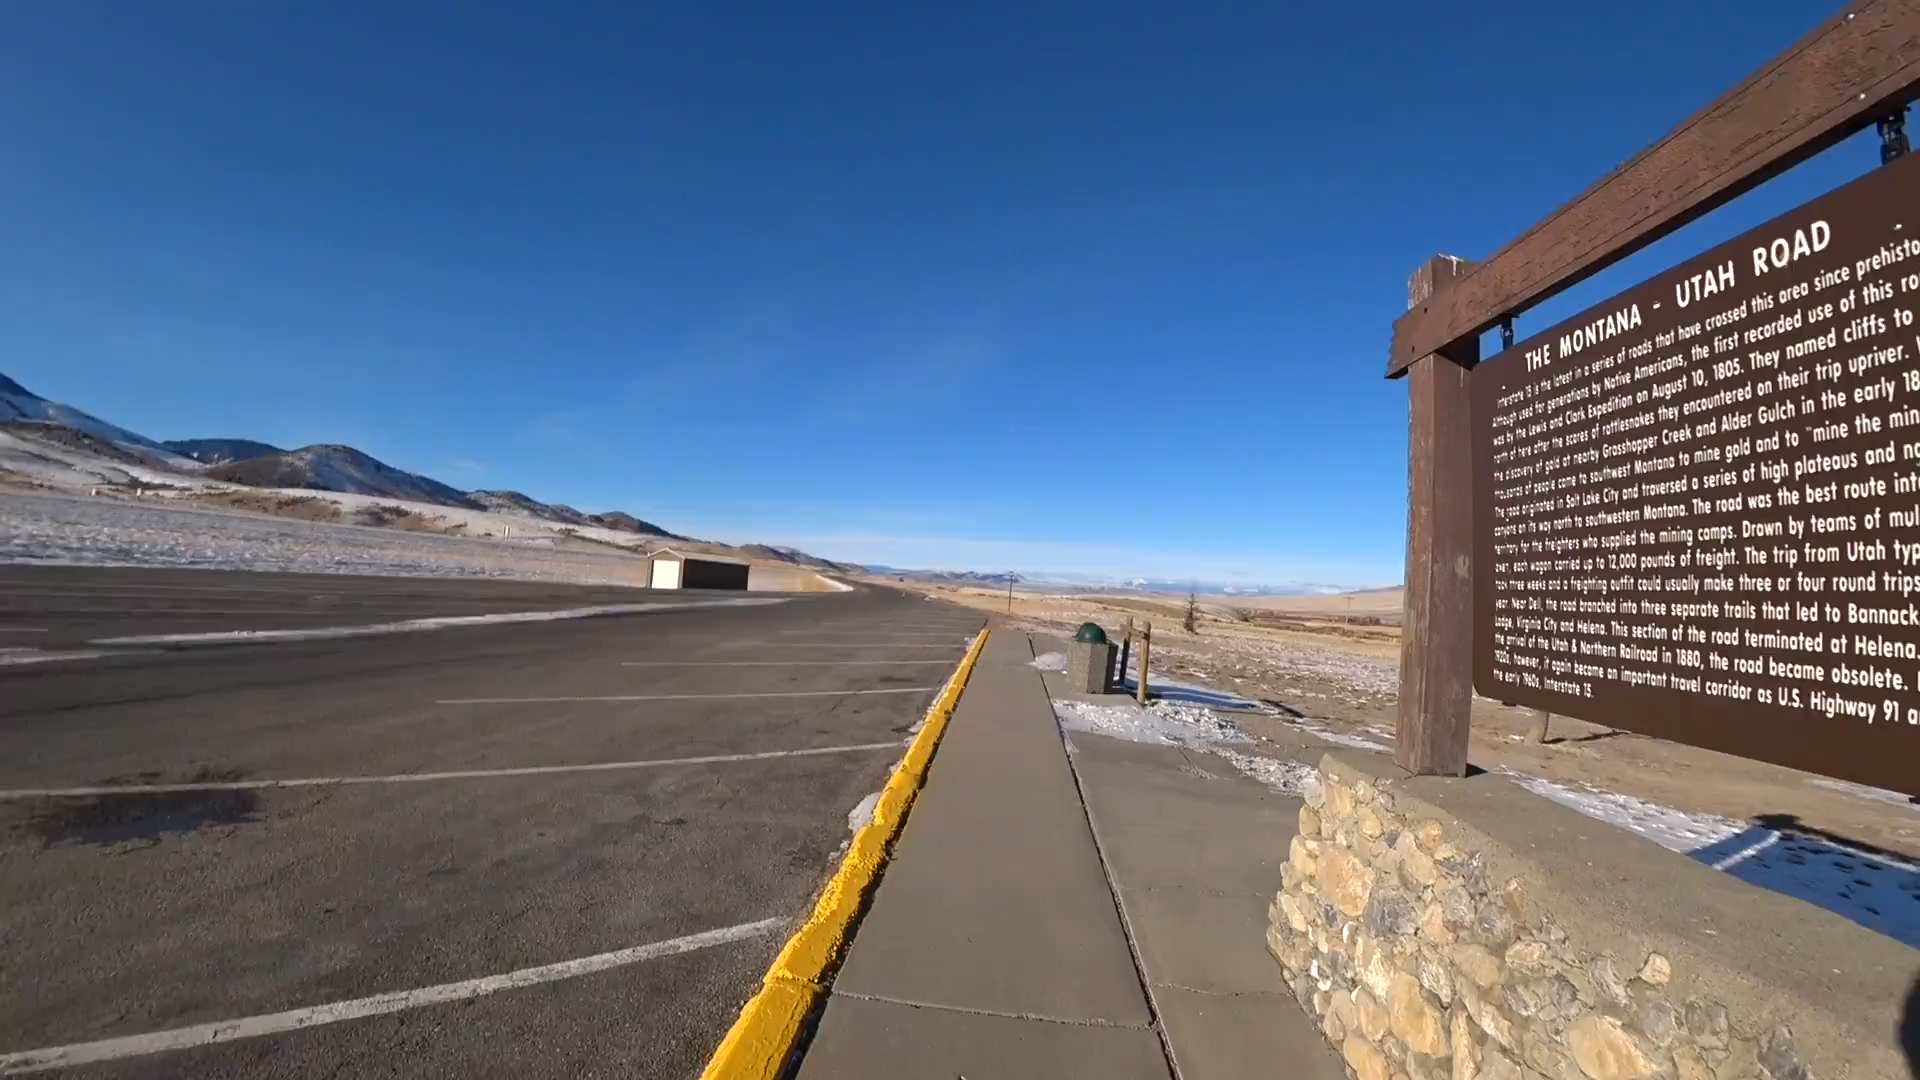 THE MONTANA - UTAH ROAD
Interstate 15 is the latest in a series of roads that have crossed this area since
Although used for generations by Native Americans, the first recorded use of this
was by the Lewis and Clark Expedition on August 10, 1805. They named cliffs to
north of here after the scores of rattlesnakes they encountered on their trip upriver.
the discovery of gold at nearby Grasshopper Creek and Alder Gulch in the early
thousands of people came to southwest Montana to mine gold and to "mine the
The road originated in Salt Lake City and traversed a series of high plateaus and
canyons on its way north to southwestern Montana. The road was the best route
territory for the freighters who supplied the mining camps. Drawn by teams of
oxen, each wagon carried up to 12,000 pounds of freight. The trip from Utah
took three weeks and a freighting outfit could usually make three or four round trips
year. Near Dell, the road branched into three separate trails that led to Bannack,
Lodge, Virginia City and Helena. This section of the road terminated at Helena.
the arrival of the Utah & Northern Railroad in 1880, the road became obsolete.
1920s, however, it again became an important travel corridor as U.S. Highway 91
the early 1960s, Interstate 15.